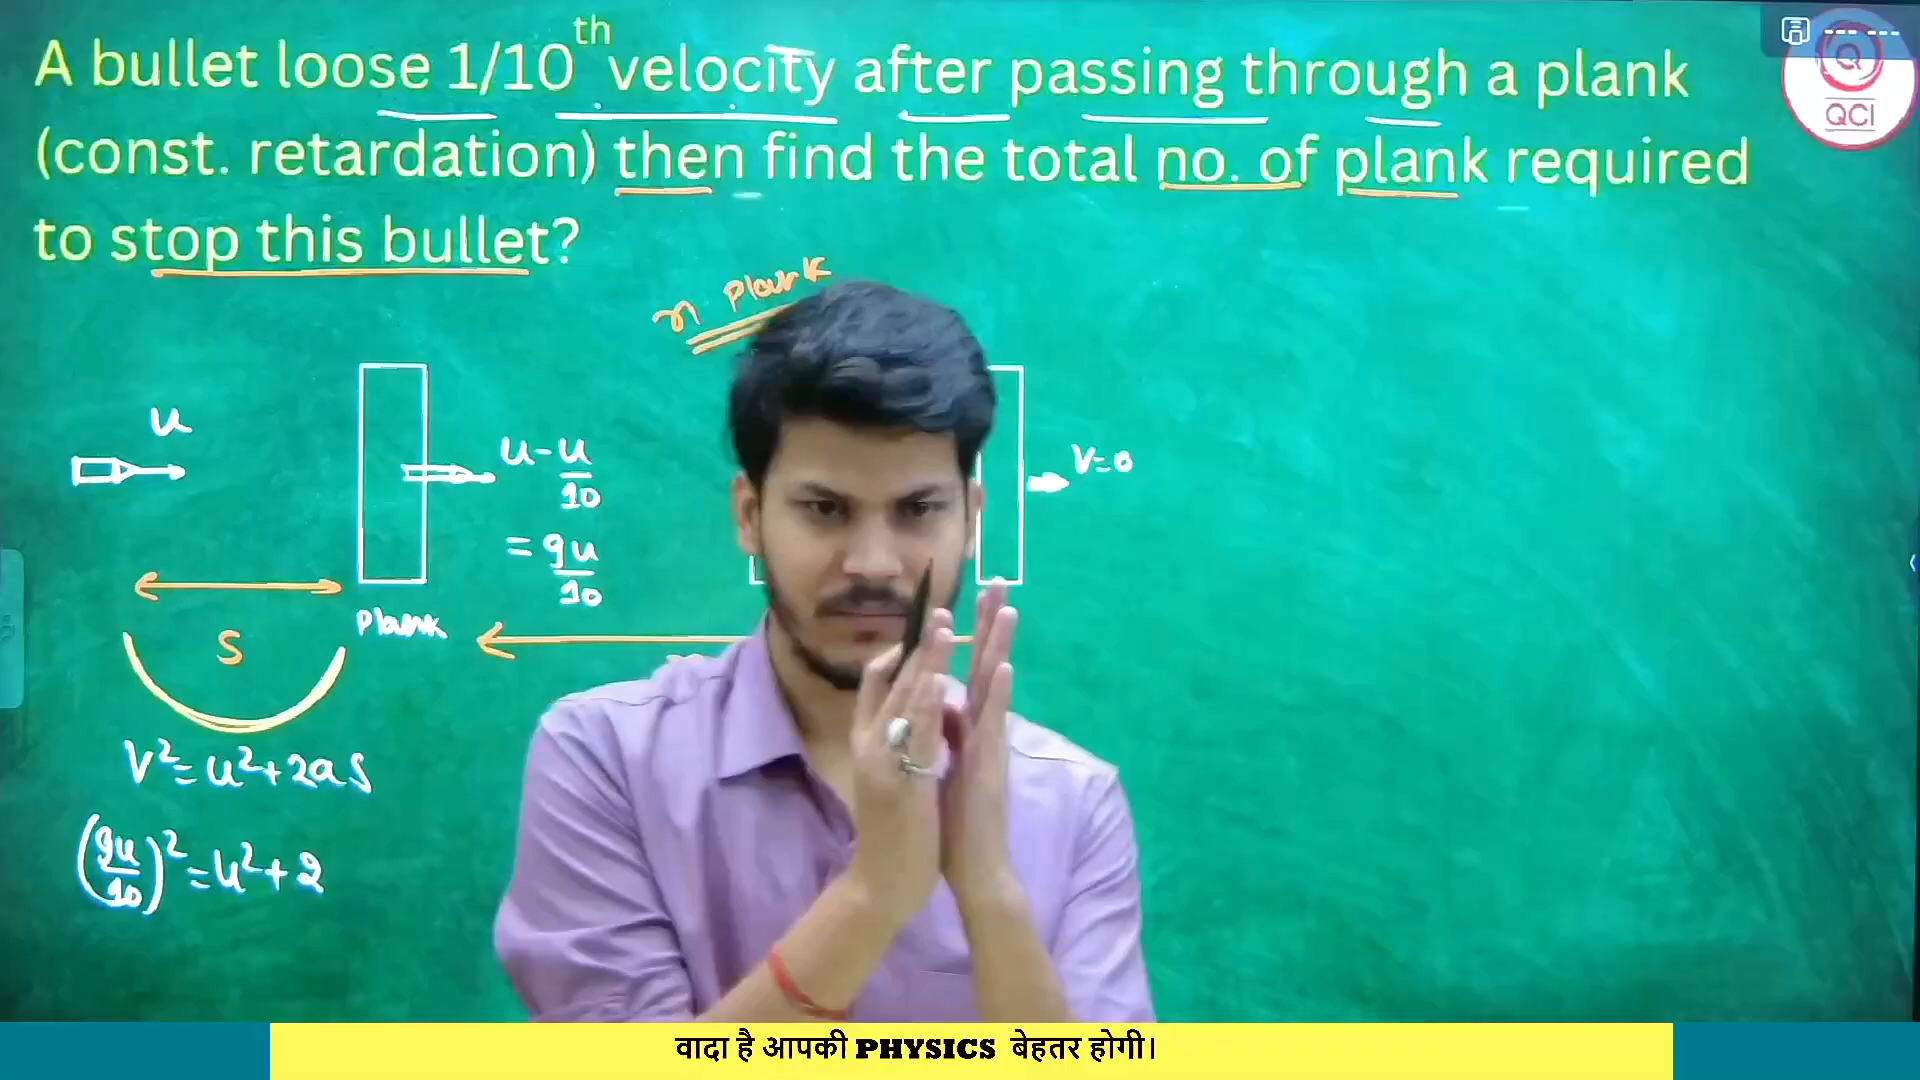 A bullet loose 1/10th velocity after passing through a plank
(const. retardation) then find the total no. of plank required
to stop this bullet?
QCI
n Plank
u
u-u/10
= 9u/10
V=0
Plank
S
V²=u²+2as
(9u/10)²=u²+2
वादा है आपकी PHYSICS बेहतर होगी।